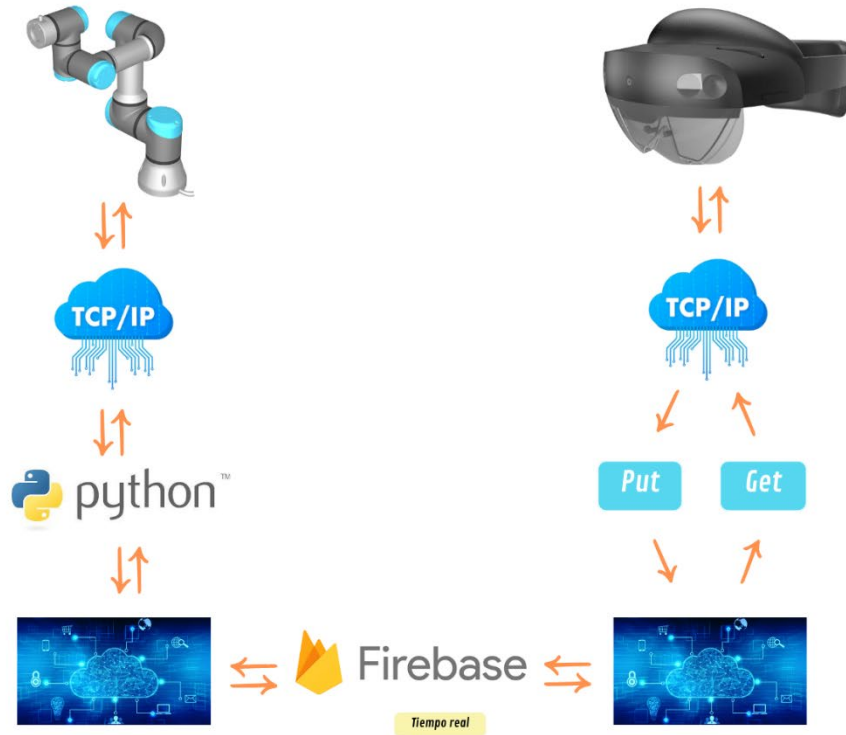 TCP/IP
TCP/IP
python™
Put
Get
Firebase
Tiempo real